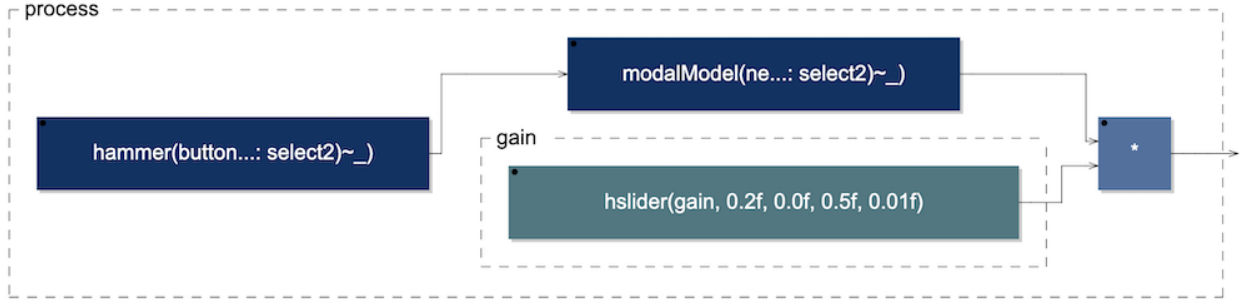 process
modalModel(ne...: select2)~_)
hammer(button...: select2)~_)
gain
hslider(gain, 0.2f, 0.0f, 0.5f, 0.01f)
*